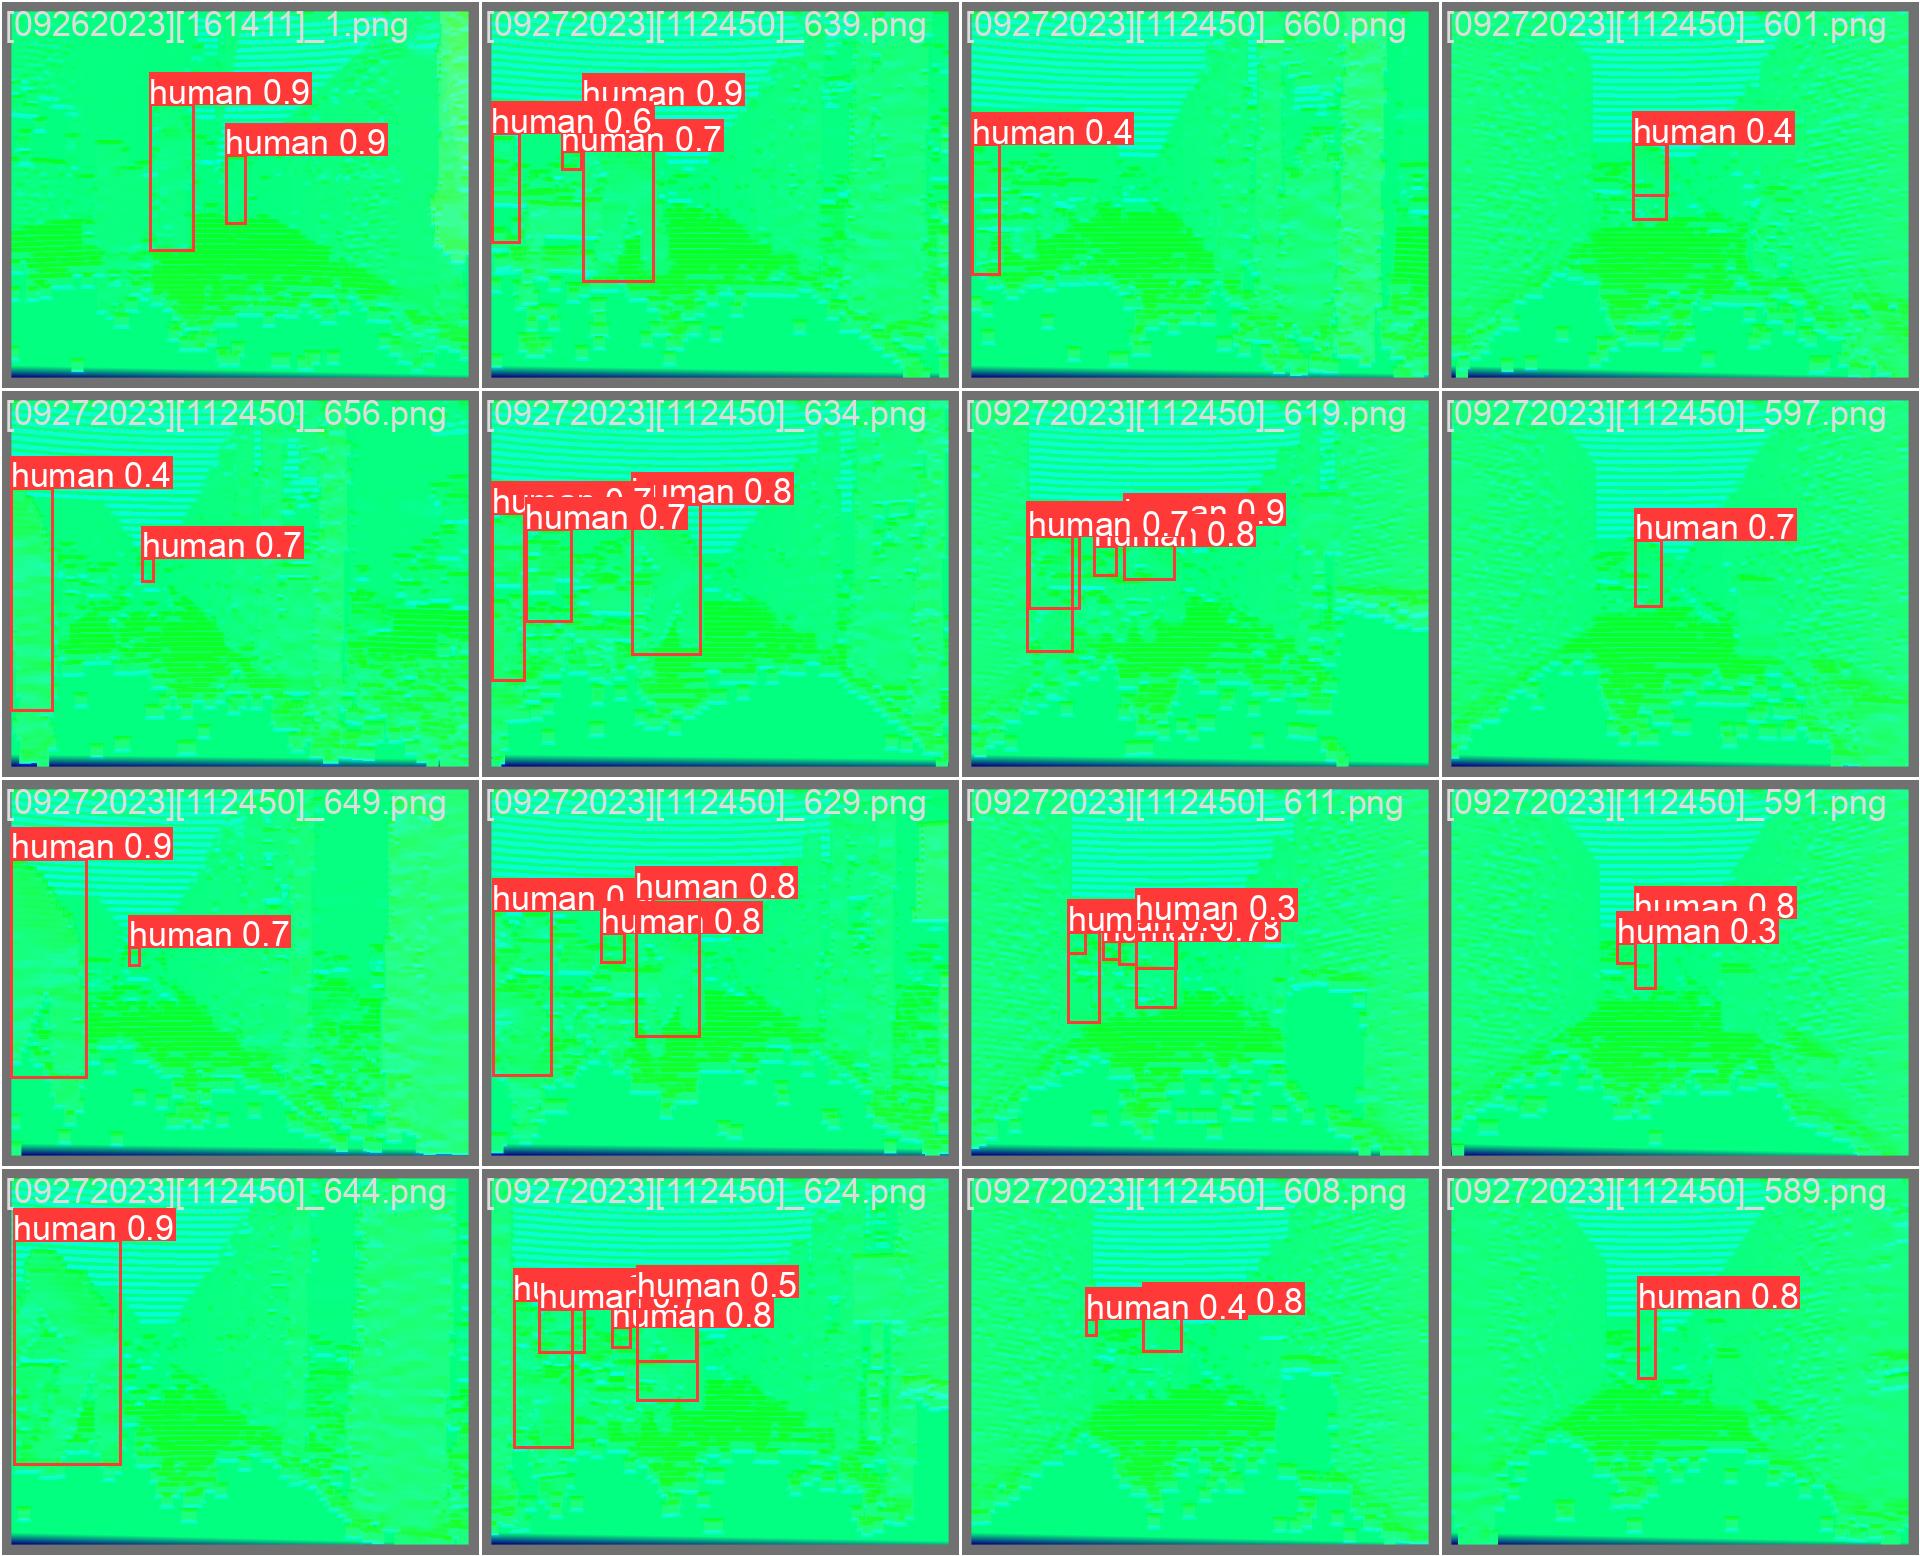 [09262023][161411]_1.png
human 0.9
human 0.9
[09272023][112450]_639.png
human 0.9
human 0.6
human 0.7
[09272023][112450]_660.png
human 0.4
[09272023][112450]_601.png
human 0.4
[09272023][112450]_656.png
human 0.4
human 0.7
[09272023][112450]_634.png
human 0.8
human 0.7
[09272023][112450]_619.png
human 0.7
0.9
human 0.8
[09272023][112450]_597.png
human 0.7
[09272023][112450]_649.png
human 0.9
human 0.7
[09272023][112450]_629.png
human 0.8
human 0.8
[09272023][112450]_611.png
human 0.3
[09272023][112450]_591.png
human 0.8
human 0.3
[09272023][112450]_644.png
human 0.9
[09272023][112450]_624.png
human 0.5
human
human 0.8
[09272023][112450]_608.png
human 0.4
0.8
[09272023][112450]_589.png
human 0.8